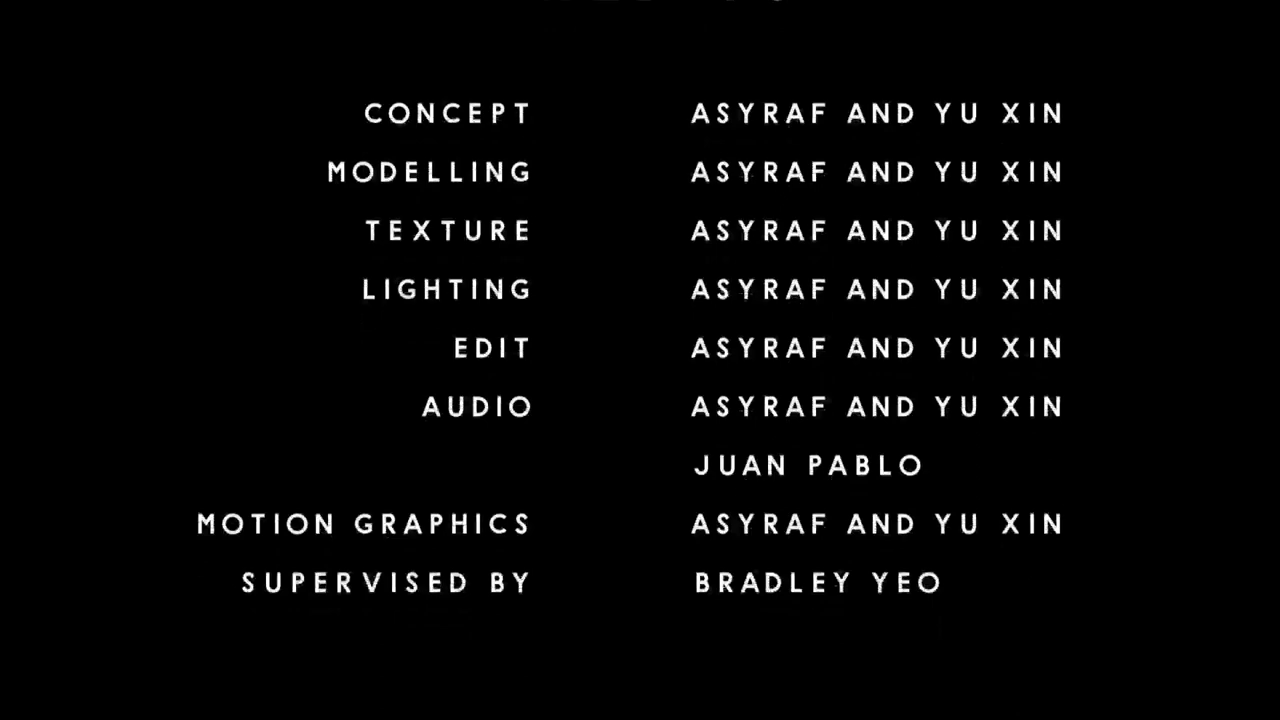 CONCEPT ASYRAF AND YU XIN
MODELLING ASYRAF AND YU XIN
TEXTURE ASYRAF AND YU XIN
LIGHTING ASYRAF AND YU XIN
EDIT ASYRAF AND YU XIN
AUDIO ASYRAF AND YU XIN
JUAN PABLO
MOTION GRAPHICS ASYRAF AND YU XIN
SUPERVISED BY BRADLEY YEO